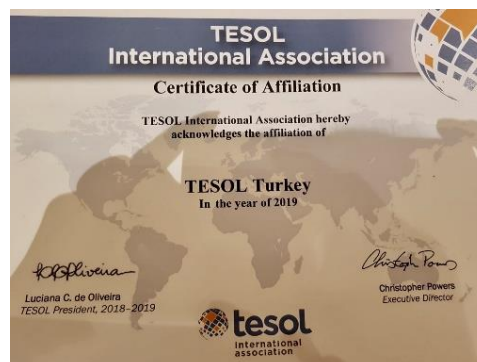 TESOL
International Association
Certificate of Affiliation
TESOL International Association hereby
acknowledges the affiliation of
TESOL Turkey
In the year of 2019
Luciana C. de Oliveira
TESOL President, 2018-2019
Christopher Powers
Executive Director
tesol
international
association